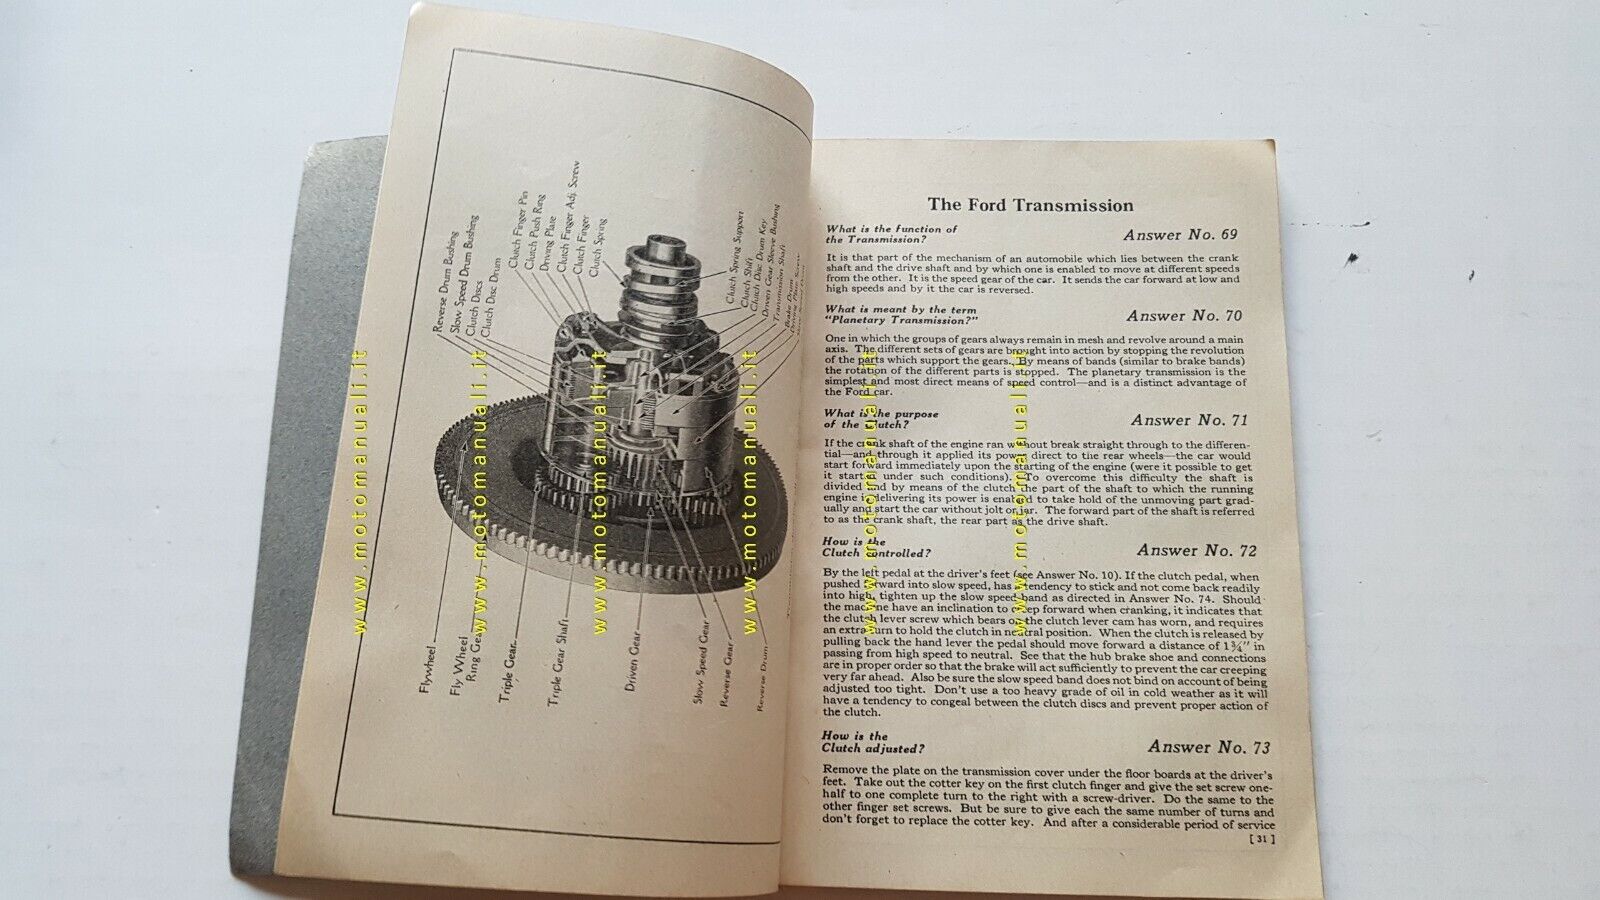 Reverse Drum Bushing
Slow Speed Drum Bushing
Clutch Discs
Clutch Disc Drum
Clutch Finger Pin
Clutch Push Ring
Driving Plate
Clutch Finger Adj. Screw
Clutch Finger
Clutch Spring
Clutch Spring Support
Clutch Shift
Clutch Disc Drum Key
Driven Gear Sleeve Bushing
Transmission Shaft
Brake Drum
Driving Plate Screw
Flywheel
Fly Wheel
Ring Gear
Triple Gear
Triple Gear Shaft
Driven Gear
Slow Speed Gear
Reverse Gear
Reverse Drum
www.motomanuali.it
www.motomanuali.it
www.motomanuali.it
www.motomanuali.it
www.motomanuali.it
www.motomanuali.it
The Ford Transmission
What is the function of
the Transmission?
Answer No. 69
It is that part of the mechanism of an automobile which lies between the crank
shaft and the drive shaft and by which one is enabled to move at different speeds
from the other. It is the speed gear of the car. It sends the car forward at low and
high speeds and by it the car is reversed.
What is meant by the term
"Planetary Transmission?"
Answer No. 70
One in which the groups of gears always remain in mesh and revolve around a main
axis. The different sets of gears are brought into action by stopping the revolution
of the parts which support the gears. By means of bands (similar to brake bands)
the rotation of the different parts is stopped. The planetary transmission is the
simplest and most direct means of speed control—and is a distinct advantage of
the Ford car.
What is the purpose
of the Clutch?
Answer No. 71
If the crank shaft of the engine ran without break straight through to the differen-
tial—and through it applied its power direct to the rear wheels—the car would
start forward immediately upon the starting of the engine (were it possible to get
it started under such conditions). To overcome this difficulty the shaft is
divided and by means of the clutch the part of the shaft to which the running
engine is delivering its power is enabled to take hold of the unmoving part grad-
ually and start the car without jolt or jar. The forward part of the shaft is referred
to as the crank shaft, the rear part as the drive shaft.
How is the
Clutch controlled?
Answer No. 72
By the left pedal at the driver's feet (see Answer No. 10). If the clutch pedal, when
pushed forward into slow speed, has a tendency to stick and not come back readily
into high, tighten up the slow speed band as directed in Answer No. 74. Should
the machine have an inclination to creep forward when cranking, it indicates that
the clutch lever screw which bears on the clutch lever cam has worn, and requires
an extra turn to hold the clutch in neutral position. When the clutch is released by
pulling back the hand lever the pedal should move forward a distance of 1¾" in
passing from high speed to neutral. See that the hub brake shoe and connections
are in proper order so that the brake will act sufficiently to prevent the car creeping
very far ahead. Also be sure the slow speed band does not bind on account of being
adjusted too tight. Don't use a too heavy grade of oil in cold weather as it will
have a tendency to congeal between the clutch discs and prevent proper action of
the clutch.
How is the
Clutch adjusted?
Answer No. 73
Remove the plate on the transmission cover under the floor boards at the driver's
feet. Take out the cotter key on the first clutch finger and give the set screw one-
half to one complete turn to the right with a screw-driver. Do the same to the
other finger set screws. But be sure to give each the same number of turns and
don't forget to replace the cotter key. And after a considerable period of service
[ 31 ]